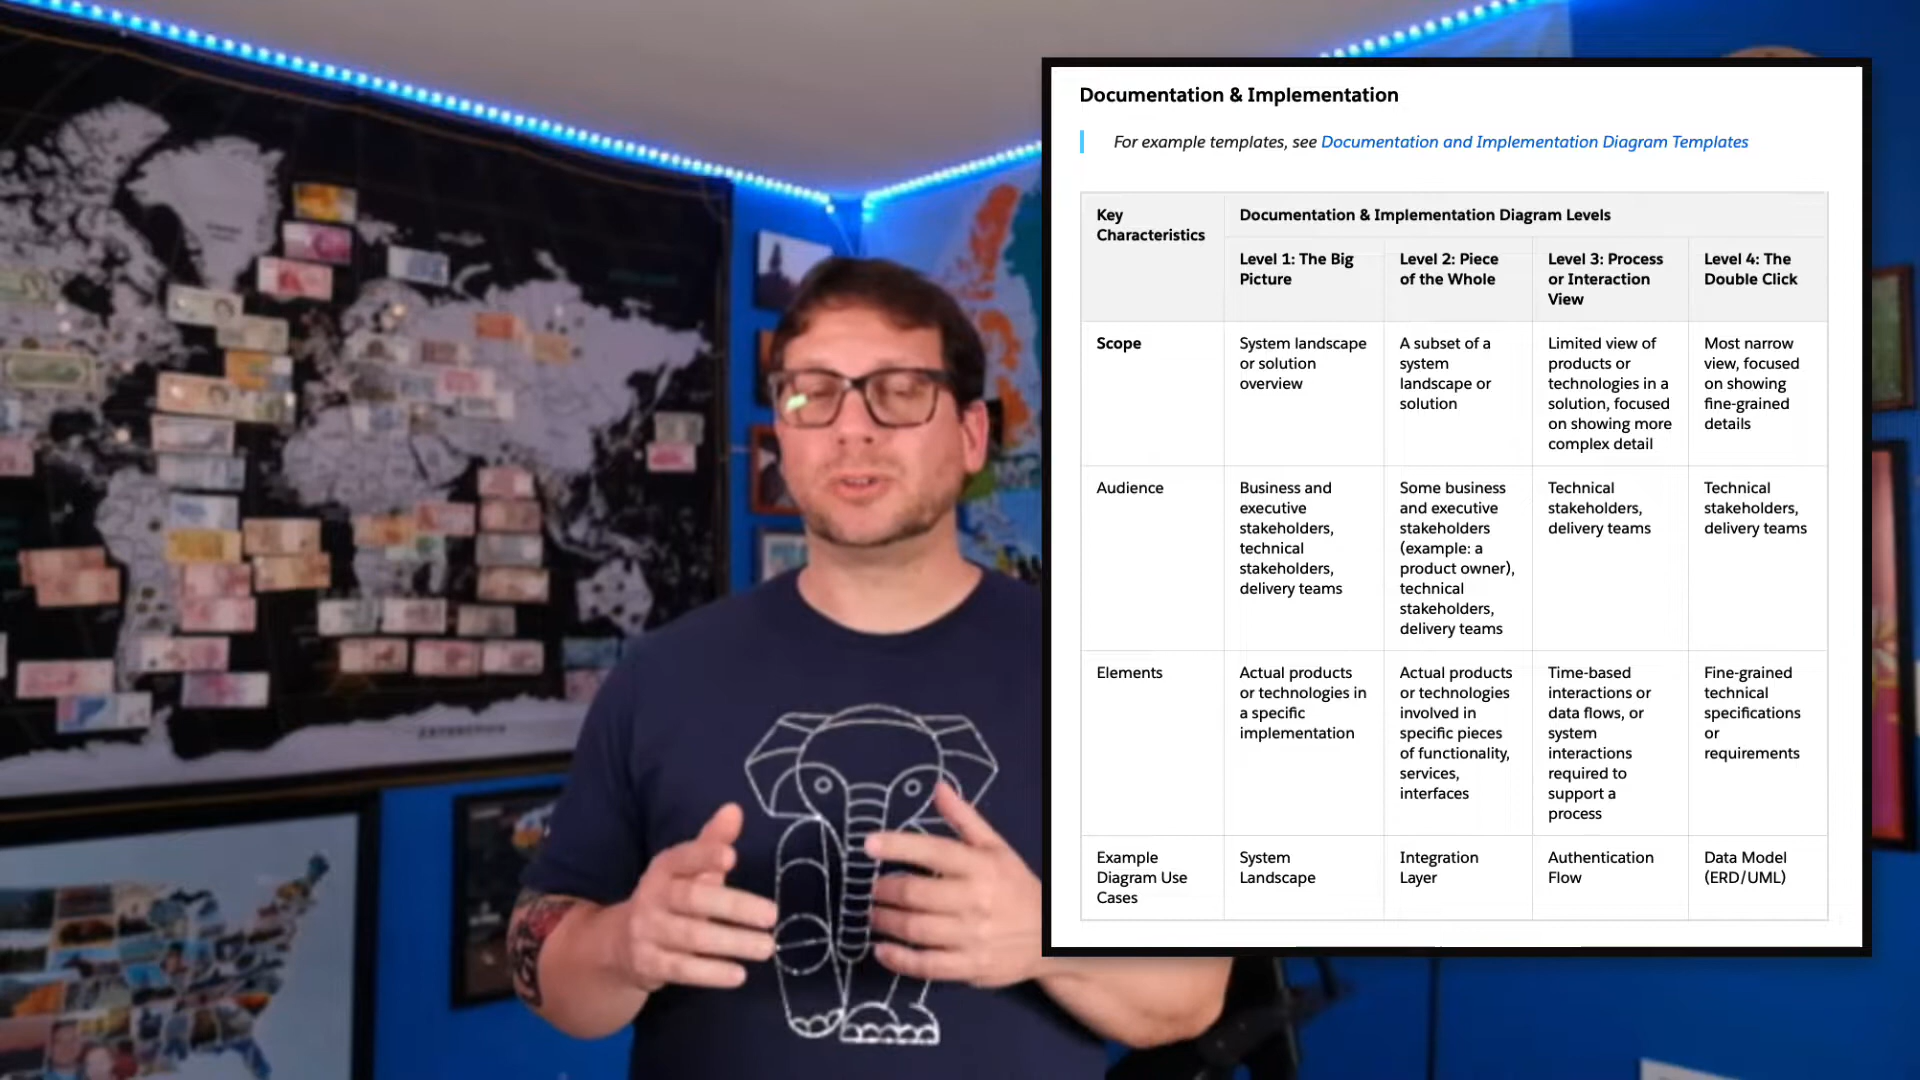 Documentation & Implementation
For example templates, see Documentation and Implementation Diagram Templates
Key
Characteristics
Documentation & Implementation Diagram Levels
Level 1: The Big
Picture
Level 2: Piece
of the Whole
Level 3: Process
or Interaction
View
Level 4: The
Double Click
Scope
System landscape
or solution
overview
A subset of a
system
landscape or
solution
Limited view of
products or
technologies in a
solution, focused
on showing more
complex detail
Most narrow
view, focused
on showing
fine-grained
details
Audience
Business and
executive
stakeholders,
technical
stakeholders,
delivery teams
Some business
and executive
stakeholders
(example: a
product owner),
technical
stakeholders,
delivery teams
Technical
stakeholders,
delivery teams
Technical
stakeholders,
delivery teams
Elements
Actual products
or technologies in
a specific
implementation
Actual products
or technologies
involved in
specific pieces
of functionality,
services,
interfaces
Time-based
interactions or
data flows, or
system
interactions
required to
support a
process
Fine-grained
technical
specifications
or
requirements
Example
Diagram Use
Cases
System
Landscape
Integration
Layer
Authentication
Flow
Data Model
(ERD/UML)